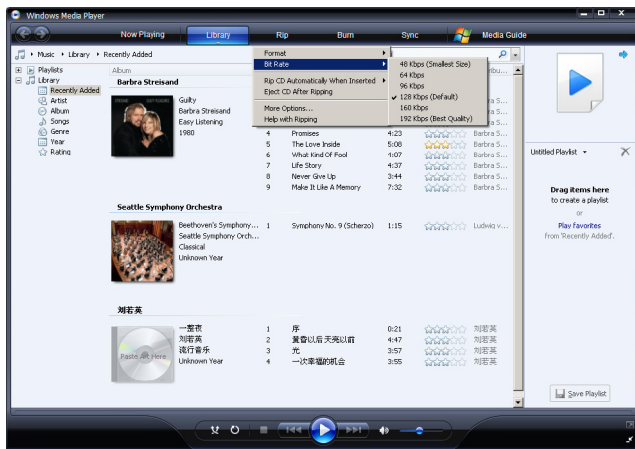 Windows Media Player
Now Playing Library Rip Burn Sync Media Guide
Music Library Recently Added
Format
Bit Rate
Rip CD Automatically When Inserted
Eject CD After Ripping
More Options...
Help with Ripping
48 Kbps (Smallest Size)
64 Kbps
96 Kbps
128 Kbps (Default)
160 Kbps
192 Kbps (Best Quality)
Playlists
Library
Recently Added
Artist
Album
Songs
Genre
Year
Rating
Album
Barbra Streisand
Guilty
Barbra Streisand
Easy Listening
1980
4 Promises 4:23 Barbra S...
5 The Love Inside 5:08 Barbra S...
6 What Kind Of Fool 4:07 Barbra S...
7 Life Story 4:37 Barbra S...
8 Never Give Up 3:44 Barbra S...
9 Make It Like A Memory 7:32 Barbra S...
Seattle Symphony Orchestra
Beethoven's Symphony... 1 Symphony No. 9 (Scherzo) 1:15 Ludwig v...
Seattle Symphony Orch...
Classical
Unknown Year
刘若英
一整夜 1 序 0:21 刘若英
刘若英 2 黄昏以后 天亮以前 4:47 刘若英
流行音乐 3 光 3:57 刘若英
Unknown Year 4 一次幸福的机会 3:55 刘若英
Paste Art Here
Untitled Playlist
Drag items here
to create a playlist
or
Play favorites
from 'Recently Added'.
Save Playlist